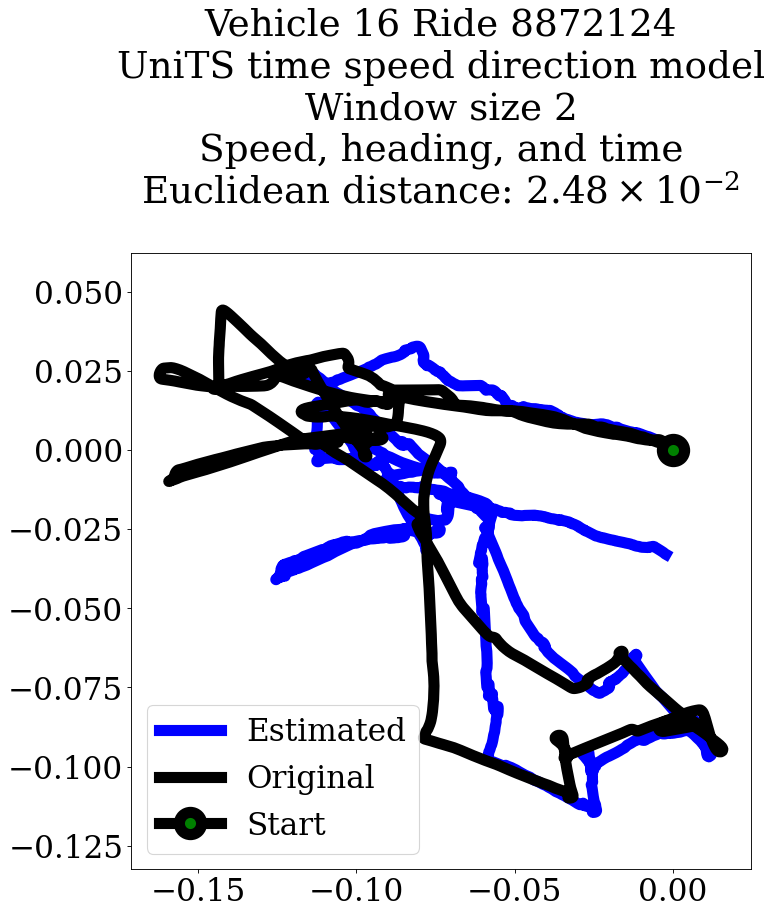 Vehicle 16 Ride 8872124
UniTS time speed direction model
Window size 2
Speed, heading, and time
Euclidean distance: 2.48 × 10⁻²
0.050
0.025
0.000
−0.025
−0.050
−0.075
−0.100
−0.125
Estimated
Original
Start
−0.15 −0.10 −0.05 0.00